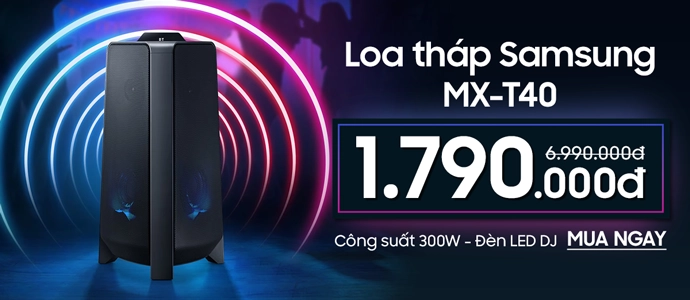 Loa tháp Samsung
MX-T40
6.990.000đ
1.790.000đ
Công suất 300W - Đèn LED DJ MUA NGAY